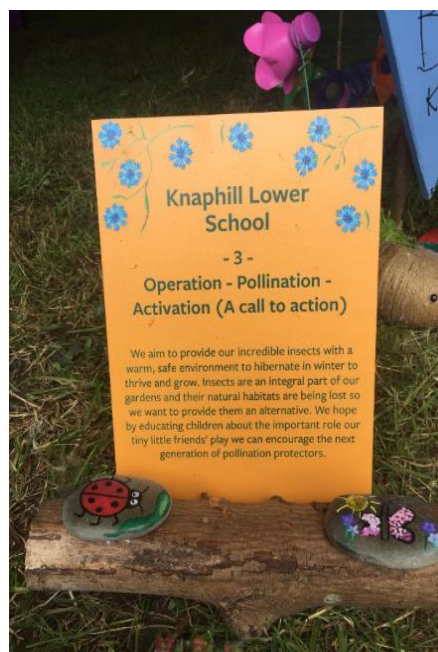 Knaphill Lower
School
- 3 -
Operation - Pollination -
Activation (A call to action)
We aim to provide our incredible insects with a
warm, safe environment to hibernate in winter to
thrive and grow. Insects are an integral part of our
gardens and their natural habitats are being lost so
we want to provide them an alternative. We hope
by educating children about the important role our
tiny little friends' play we can encourage the next
generation of pollination protectors.